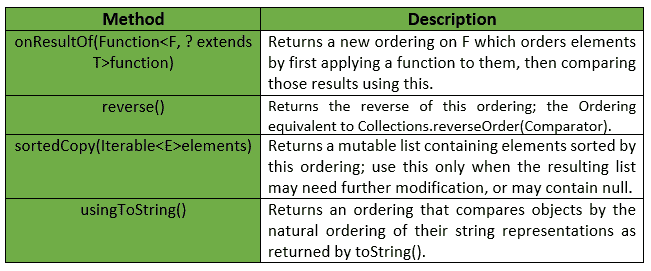 Method Description
onResultOf(Function<F, ? extends
T>function)
Returns a new ordering on F which orders elements
by first applying a function to them, then comparing
those results using this.
reverse()
Returns the reverse of this ordering; the Ordering
equivalent to Collections.reverseOrder(Comparator).
sortedCopy(Iterable<E>elements)
Returns a mutable list containing elements sorted by
this ordering; use this only when the resulting list
may need further modification, or may contain null.
usingToString()
Returns an ordering that compares objects by the
natural ordering of their string representations as
returned by toString().